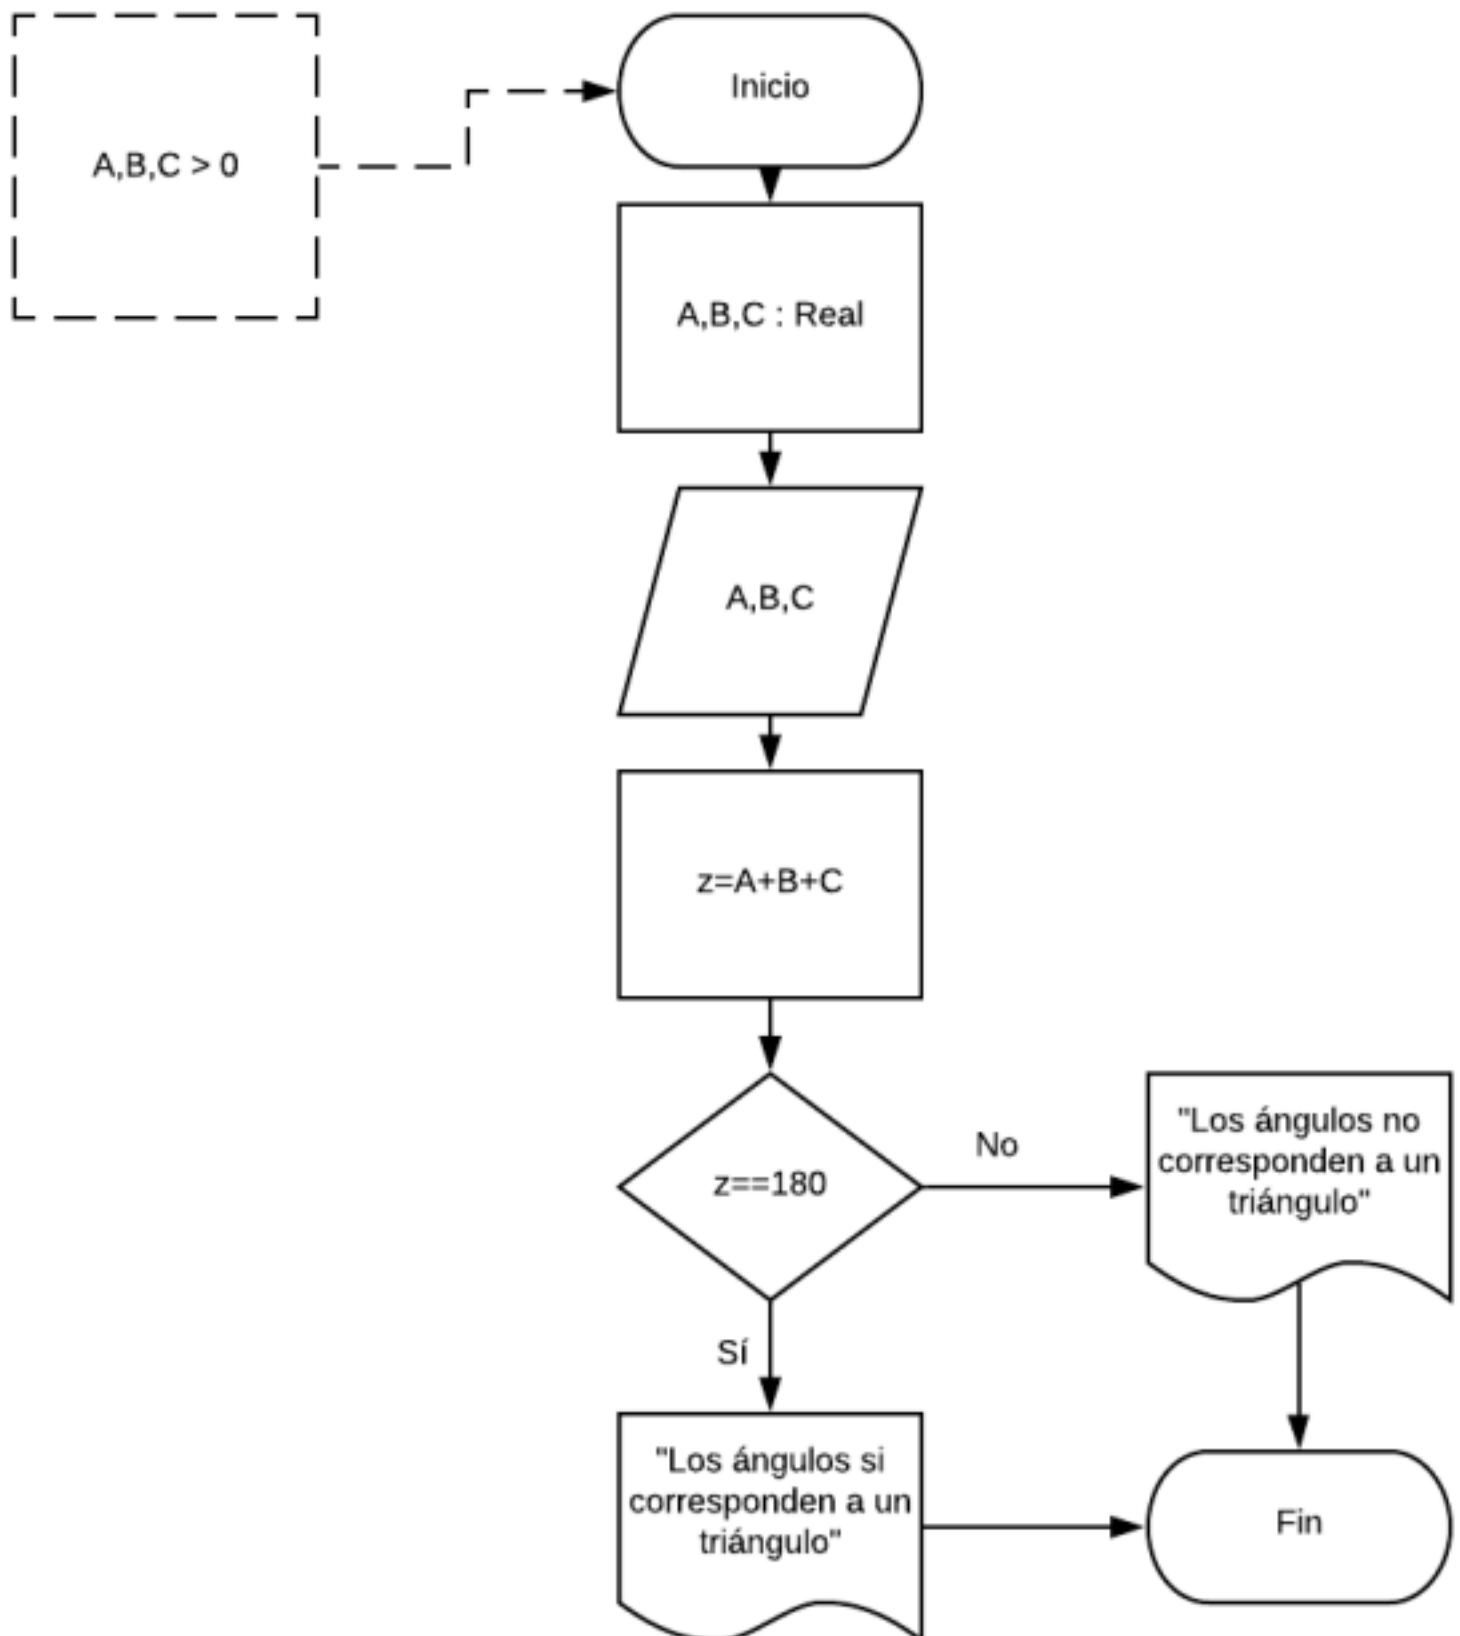 Inicio
A,B,C > 0
A,B,C : Real
A,B,C
z=A+B+C
z==180
No
"Los ángulos no
corresponden a un
triángulo"
Sí
"Los ángulos si
corresponden a un
triángulo"
Fin